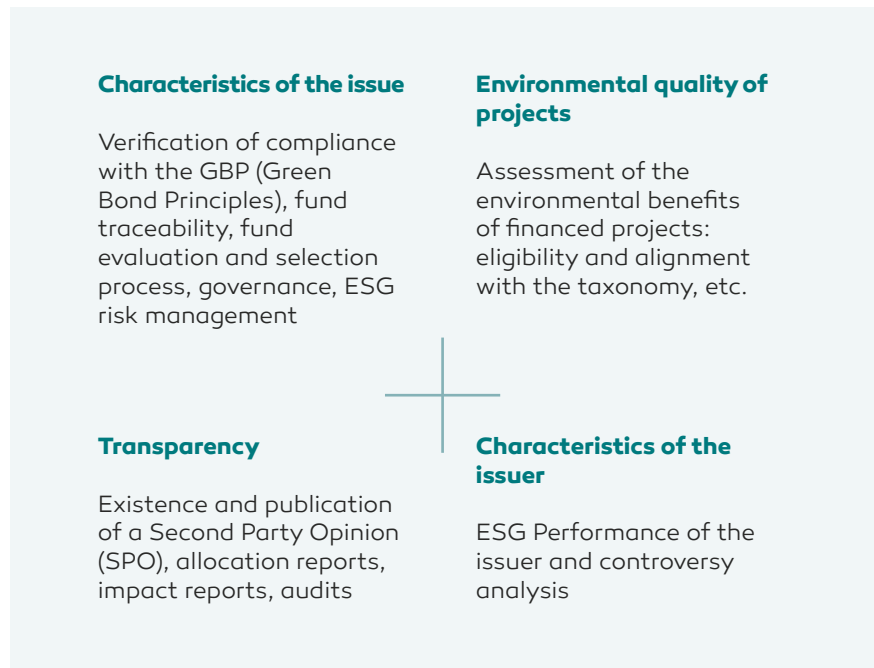 Characteristics of the issue
Verification of compliance
with the GBP (Green
Bond Principles), fund
traceability, fund
evaluation and selection
process, governance, ESG
risk management
Environmental quality of
projects
Assessment of the
environmental benefits
of financed projects:
eligibility and alignment
with the taxonomy, etc.
Transparency
Existence and publication
of a Second Party Opinion
(SPO), allocation reports,
impact reports, audits
Characteristics of the
issuer
ESG Performance of the
issuer and controversy
analysis